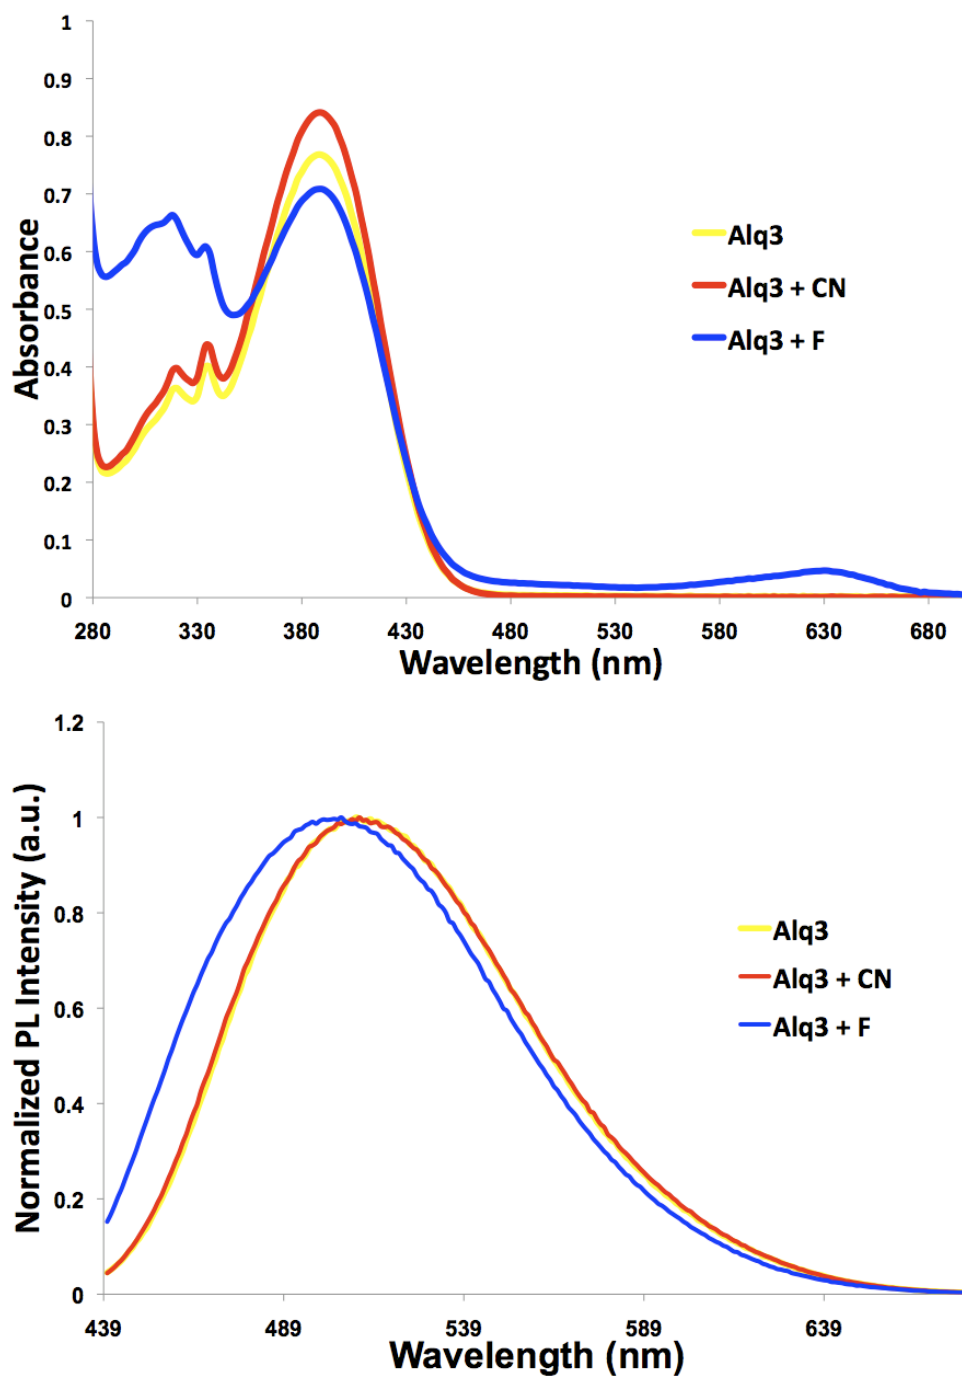 1
0.9
0.8
0.7
0.6
0.5
0.4
0.3
0.2
0.1
0
Absorbance
Alq3
Alq3 + CN
Alq3 + F
280 330 380 430 480 530 580 630 680
Wavelength (nm)
1.2
1
0.8
0.6
0.4
0.2
0
Normalized PL Intensity (a.u.)
Alq3
Alq3 + CN
Alq3 + F
439 489 539 589 639
Wavelength (nm)